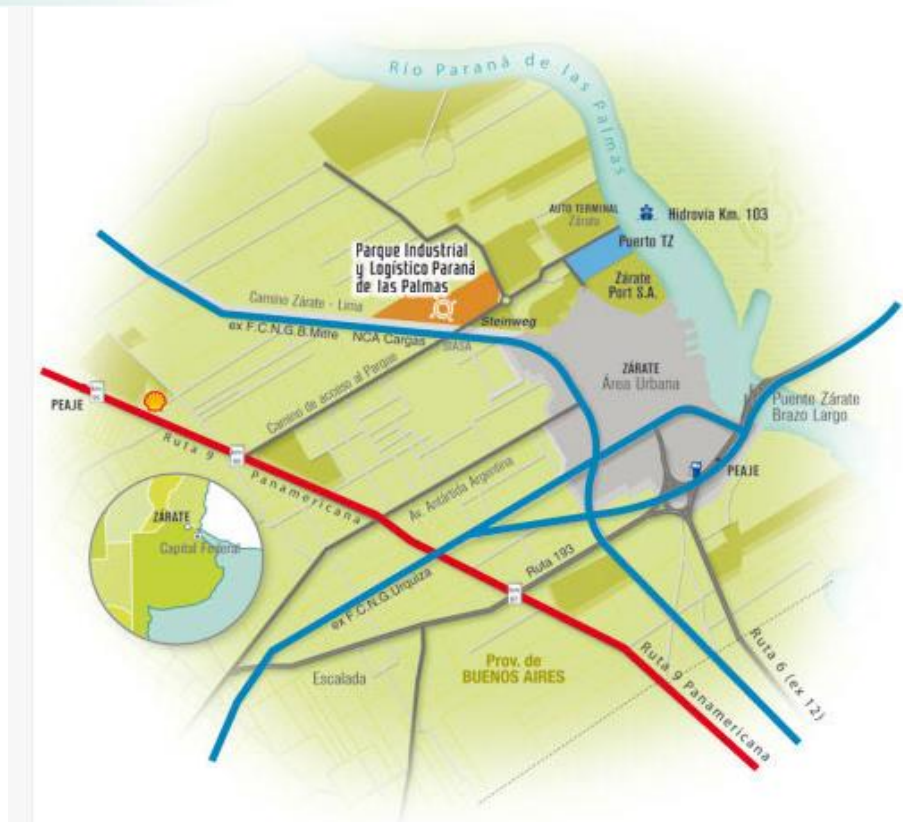 Río Paraná de las Palmas
AUTO TERMINAL
Zárate
Hidrovía Km. 103
Puerto TZ
Parque Industrial
y Logístico Paraná
de las Palmas
Zárate
Port S.A.
Camino Zárate - Lima
Steinweg
ex F.C.N.G.B.Mitre
NCA Cargas
SIASA
ZÁRATE
Área Urbana
Camino de acceso al Parque
PEAJE
Puente Zárate
Brazo Largo
Ruta 9 Panamericana
PEAJE
Av. Antártida Argentina
ZÁRATE
Capital Federal
Ruta 193
ex F.C.N.G.Urquiza
Escalada
Prov. de
BUENOS AIRES
Ruta 6 (ex 12)
Ruta 9 Panamericana